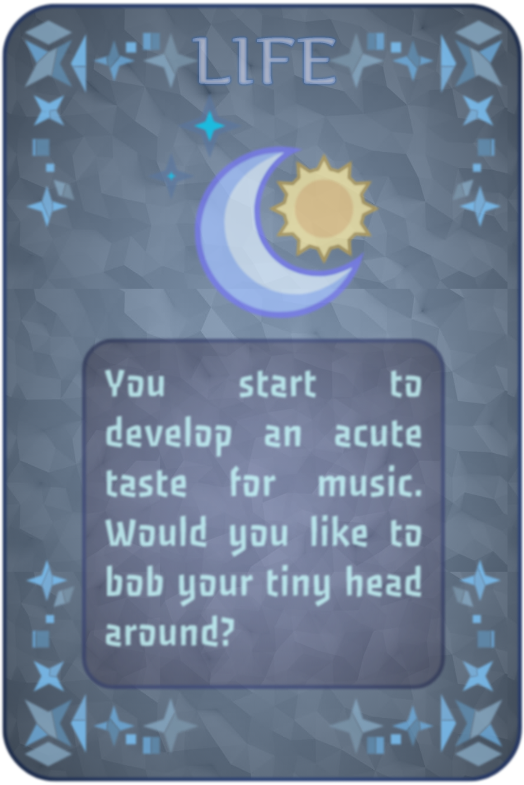 LIFE
You start to
develop an acute
taste for music.
Would you like to
bob your tiny head
around?